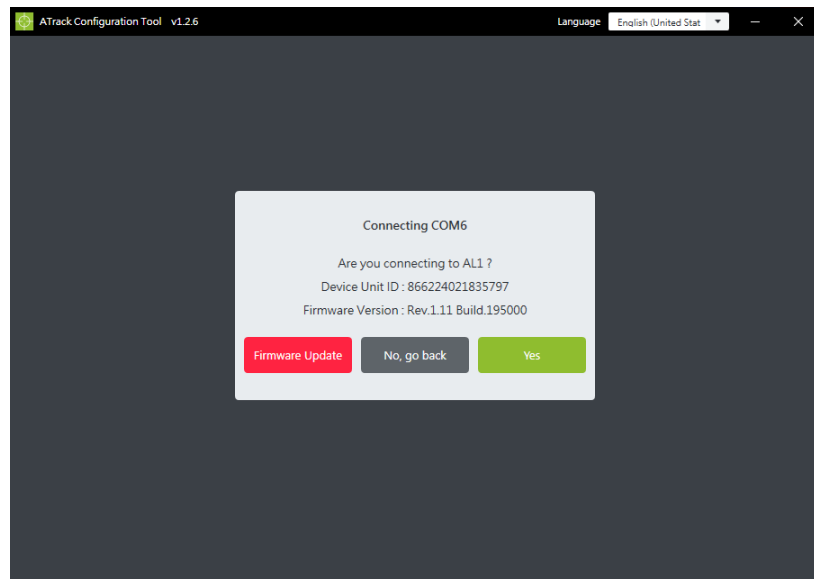 ATrack Configuration Tool v1.2.6 Language English (United Stat
Connecting COM6
Are you connecting to AL1 ?
Device Unit ID : 866224021835797
Firmware Version : Rev.1.11 Build.195000
Firmware Update No, go back Yes